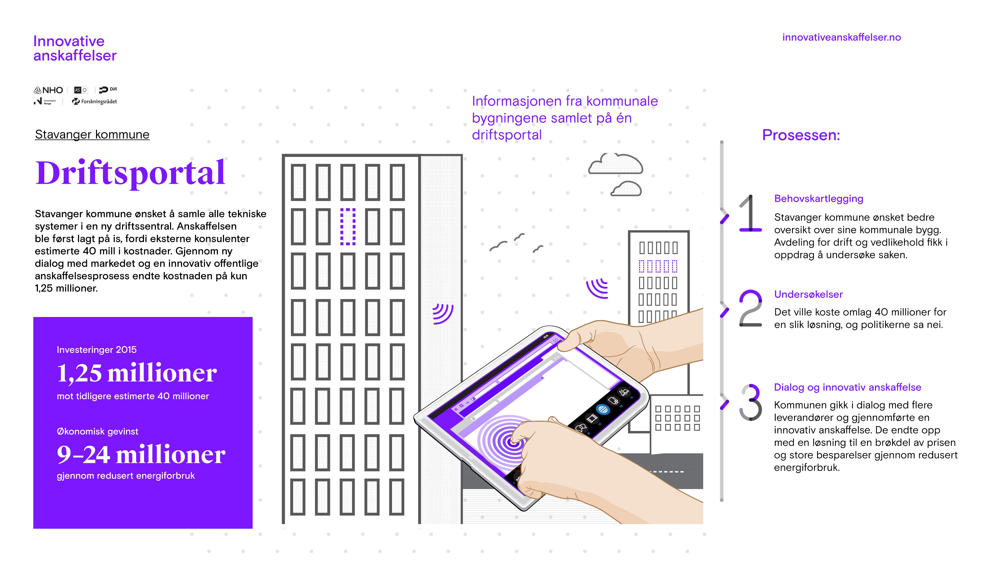 Innovative
anskaffelser
innovativeanskaffelser.no
NHO
KS
Difi
Innovasjon
Norge
Forskningsrådet
Stavanger kommune
Driftsportal
Stavanger kommune ønsket å samle alle tekniske
systemer i en ny driftssentral. Anskaffelsen
ble først lagt på is, fordi eksterne konsulenter
estimerte 40 mill i kostnader. Gjennom ny
dialog med markedet og en innovativ offentlige
anskaffelsesprosess endte kostnaden på kun
1,25 millioner.
Investeringer 2015
1,25 millioner
mot tidligere estimerte 40 millioner
Økonomisk gevinst
9–24 millioner
gjennom redusert energiforbruk
Informasjonen fra kommunale
bygningene samlet på én
driftsportal
Prosessen:
1
Behovskartlegging
Stavanger kommune ønsket bedre
oversikt over sine kommunale bygg.
Avdeling for drift og vedlikehold fikk i
oppdrag å undersøke saken.
2
Undersøkelser
Det ville koste omlag 40 millioner for
en slik løsning, og politikerne sa nei.
3
Dialog og innovativ anskaffelse
Kommunen gikk i dialog med flere
leverandører og gjennomførte en
innovativ anskaffelse. De endte opp
med en løsning til en brøkdel av prisen
og store besparelser gjennom redusert
energiforbruk.